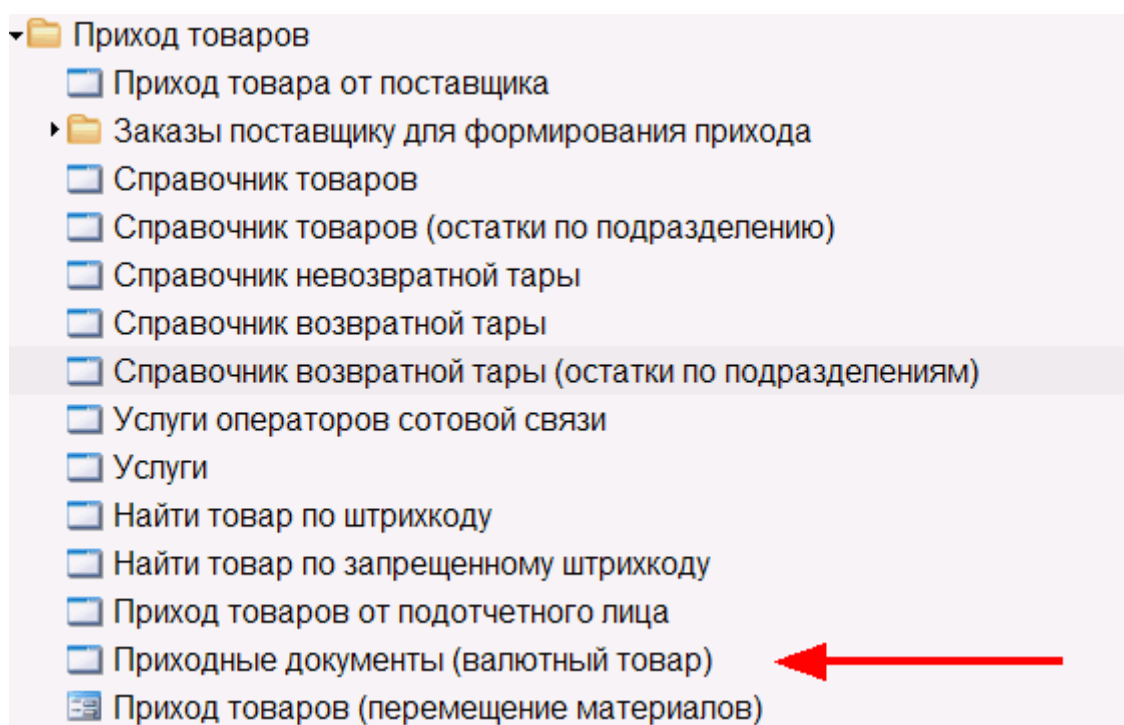 Приход товаров
Приход товара от поставщика
Заказы поставщику для формирования прихода
Справочник товаров
Справочник товаров (остатки по подразделению)
Справочник невозвратной тары
Справочник возвратной тары
Справочник возвратной тары (остатки по подразделениям)
Услуги операторов сотовой связи
Услуги
Найти товар по штрихкоду
Найти товар по запрещенному штрихкоду
Приход товаров от подотчетного лица
Приходные документы (валютный товар)
Приход товаров (перемещение материалов)